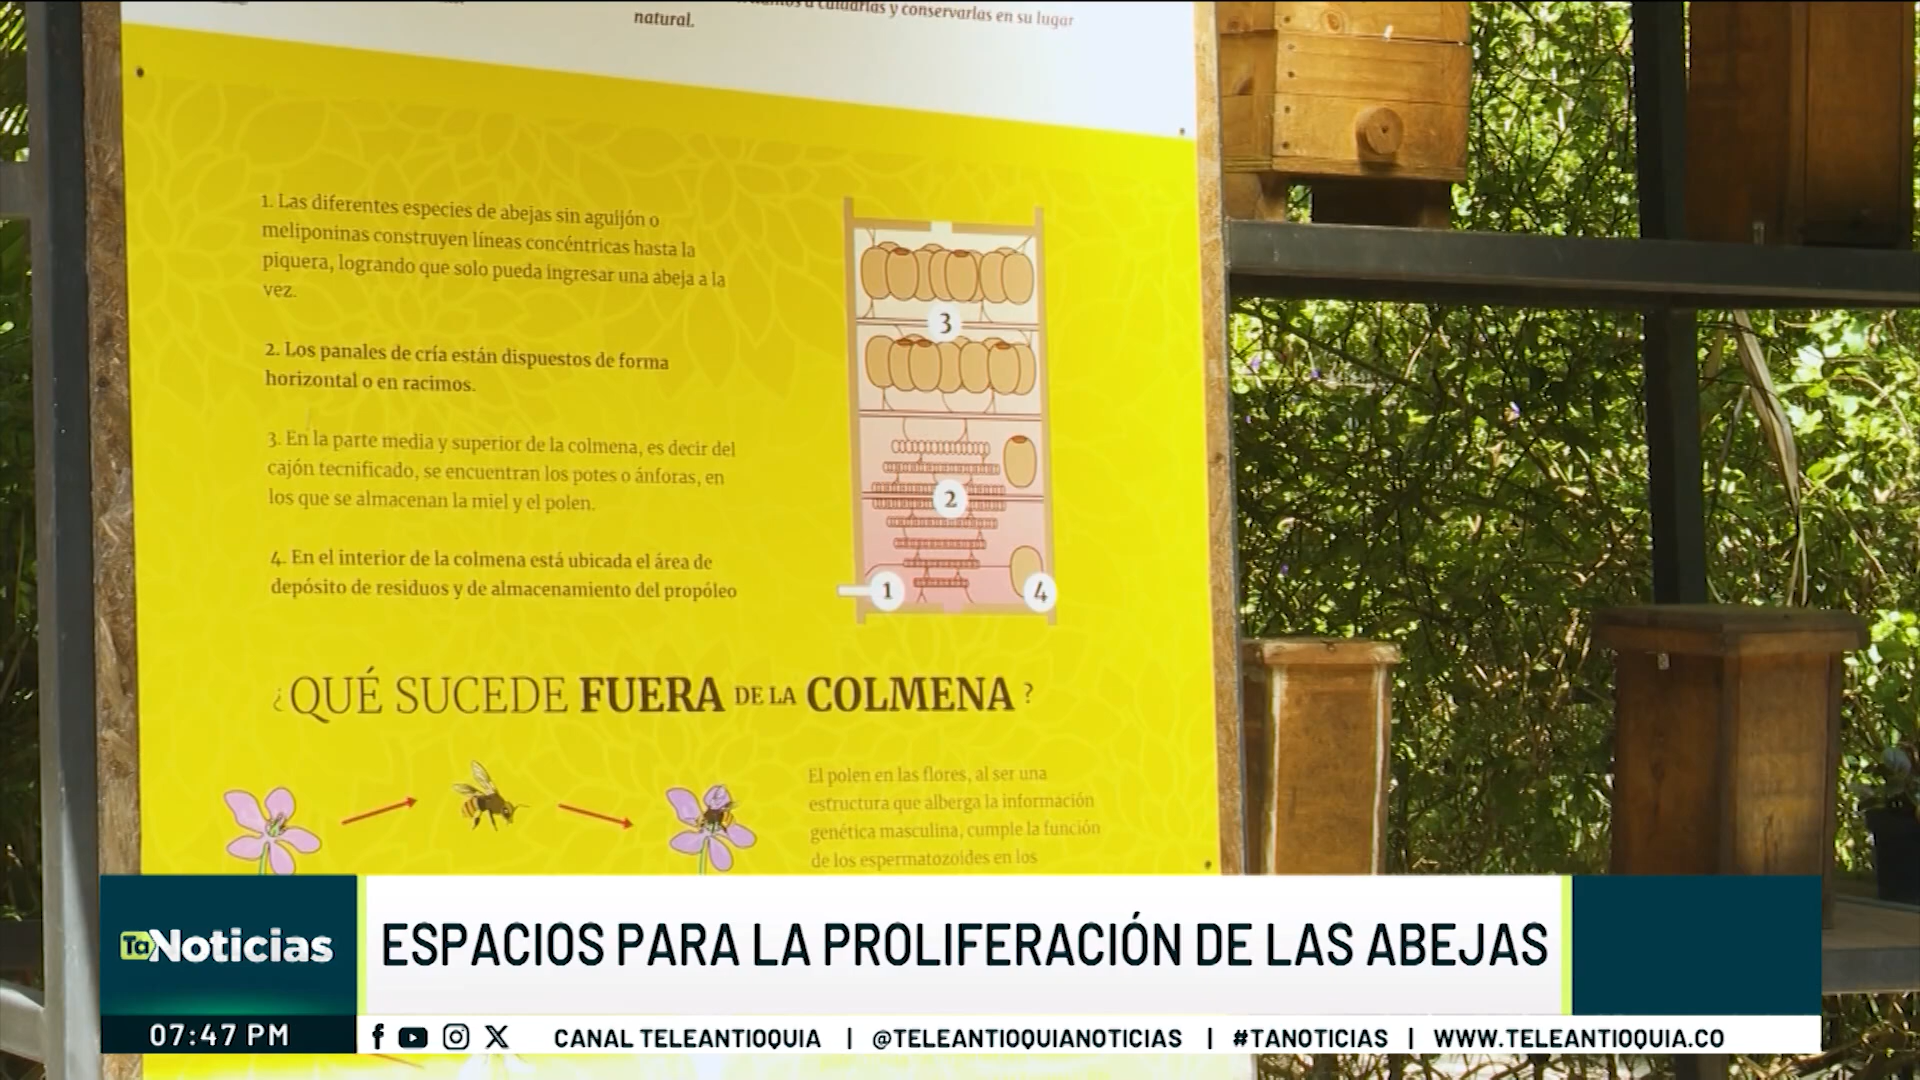 cuidarlas y conservarlas en su lugar
natural.
1. Las diferentes especies de abejas sin aguijón o
meliponinas construyen líneas concéntricas hasta la
piquera, logrando que solo pueda ingresar una abeja a la
vez.
2. Los panales de cría están dispuestos de forma
horizontal o en racimos.
3. En la parte media y superior de la colmena, es decir del
cajón tecnificado, se encuentran los potes o ánforas, en
los que se almacenan la miel y el polen.
4. En el interior de la colmena está ubicada el área de
depósito de residuos y de almacenamiento del propóleo
3
2
1
4
¿QUÉ SUCEDE FUERA DE LA COLMENA?
El polen en las flores, al ser una
estructura que alberga la información
genética masculina, cumple la función
de los espermatozoides en los
Ta Noticias
ESPACIOS PARA LA PROLIFERACIÓN DE LAS ABEJAS
07:47 PM
CANAL TELEANTIOQUIA | @TELEANTIOQUIANOTICIAS | #TANOTICIAS | WWW.TELEANTIOQUIA.CO